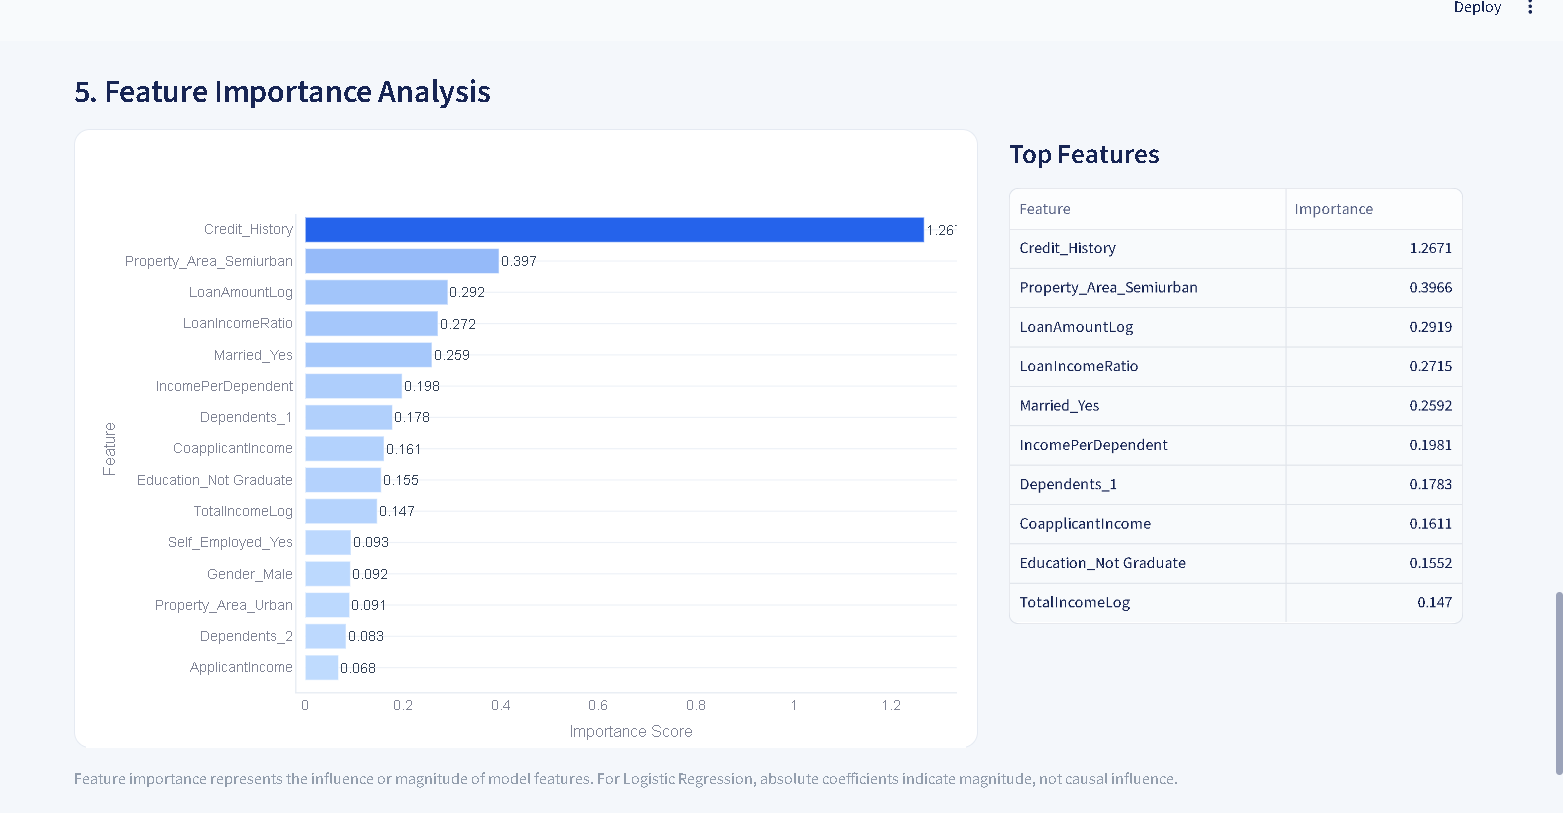 Deploy
5. Feature Importance Analysis
Credit_History
1.267
Property_Area_Semiurban
0.397
LoanAmountLog
0.292
LoanIncomeRatio
0.272
Married_Yes
0.259
IncomePerDependent
0.198
Dependents_1
0.178
CoapplicantIncome
0.161
Education_Not Graduate
0.155
TotalIncomeLog
0.147
Self_Employed_Yes
0.093
Gender_Male
0.092
Property_Area_Urban
0.091
Dependents_2
0.083
ApplicantIncome
0.068
Feature
0 0.2 0.4 0.6 0.8 1 1.2
Importance Score
Top Features
Feature Importance
Credit_History 1.2671
Property_Area_Semiurban 0.3966
LoanAmountLog 0.2919
LoanIncomeRatio 0.2715
Married_Yes 0.2592
IncomePerDependent 0.1981
Dependents_1 0.1783
CoapplicantIncome 0.1611
Education_Not Graduate 0.1552
TotalIncomeLog 0.147
Feature importance represents the influence or magnitude of model features. For Logistic Regression, absolute coefficients indicate magnitude, not causal influence.